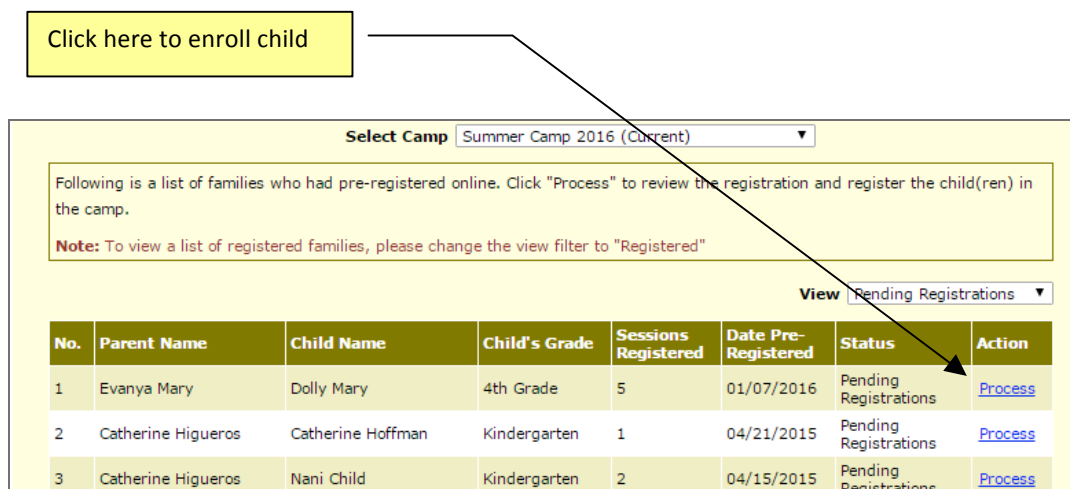 Click here to enroll child
Select Camp Summer Camp 2016 (Current)
Following is a list of families who had pre-registered online. Click "Process" to review the registration and register the child(ren) in
the camp.
Note: To view a list of registered families, please change the view filter to "Registered"
View Pending Registrations
No. Parent Name Child Name Child's Grade Sessions Registered Date Pre-Registered Status Action
1 Evanya Mary Dolly Mary 4th Grade 5 01/07/2016 Pending Registrations Process
2 Catherine Higueros Catherine Hoffman Kindergarten 1 04/21/2015 Pending Registrations Process
3 Catherine Higueros Nani Child Kindergarten 2 04/15/2015 Pending Registrations Process